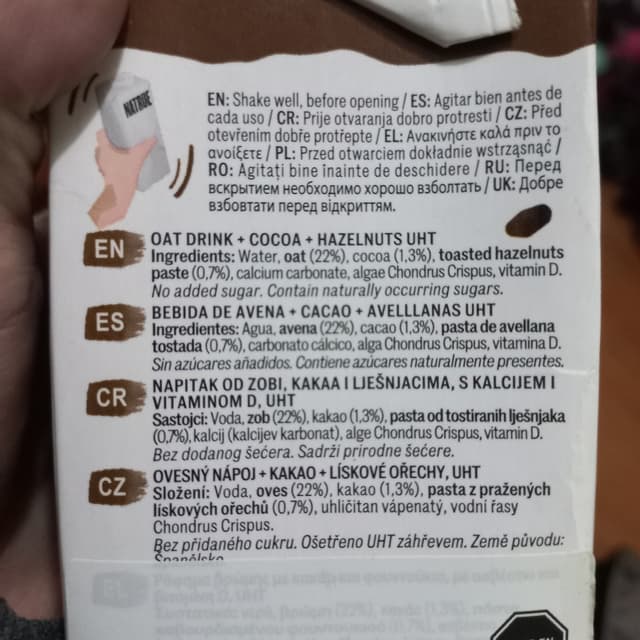 NATRUE
EN: Shake well, before opening / ES: Agitar bien antes de
cada uso / CR: Prije otvaranja dobro protresti / CZ: Před
otevřením dobře protřepte / EL: Ανακινήστε καλά πριν το
ανοίξετε / PL: Przed otwarciem dokładnie wstrząsnąć /
RO: Agitați bine înainte de deschidere / RU: Перед
вскрытием необходимо хорошо взболтать / UK: Добре
взбовтати перед відкриттям.
EN
OAT DRINK + COCOA + HAZELNUTS UHT
Ingredients: Water, oat (22%), cocoa (1,3%), toasted hazelnuts
paste (0,7%), calcium carbonate, algae Chondrus Crispus, vitamin D.
No added sugar. Contain naturally occurring sugars.
ES
BEBIDA DE AVENA + CACAO + AVELLLANAS UHT
Ingredientes: Agua, avena (22%), cacao (1,3%), pasta de avellana
tostada (0,7%), carbonato cálcico, alga Chondrus Crispus, vitamina D.
Sin azúcares añadidos. Contiene azúcares naturalmente presentes.
CR
NAPITAK OD ZOBI, KAKAA I LJEŠNJACIMA, S KALCIJEM I
VITAMINOM D, UHT
Sastojci: Voda, zob (22%), kakao (1,3%), pasta od tostiranih lješnjaka
(0,7%), kalcij (kalcijev karbonat), alge Chondrus Crispus, vitamin D.
Bez dodanog šećera. Sadrži prirodne šećere.
CZ
OVESNÝ NÁPOJ + KAKAO + LÍSKOVÉ OŘECHY, UHT
Složení: Voda, oves (22%), kakao (1,3%), pasta z pražených
lískových ořechů (0,7%), uhličitan vápenatý, vodní řasy
Chondrus Crispus.
Bez přidaného cukru. Ošetřeno UHT záhřevem. Země původu:
Španělsko
EL